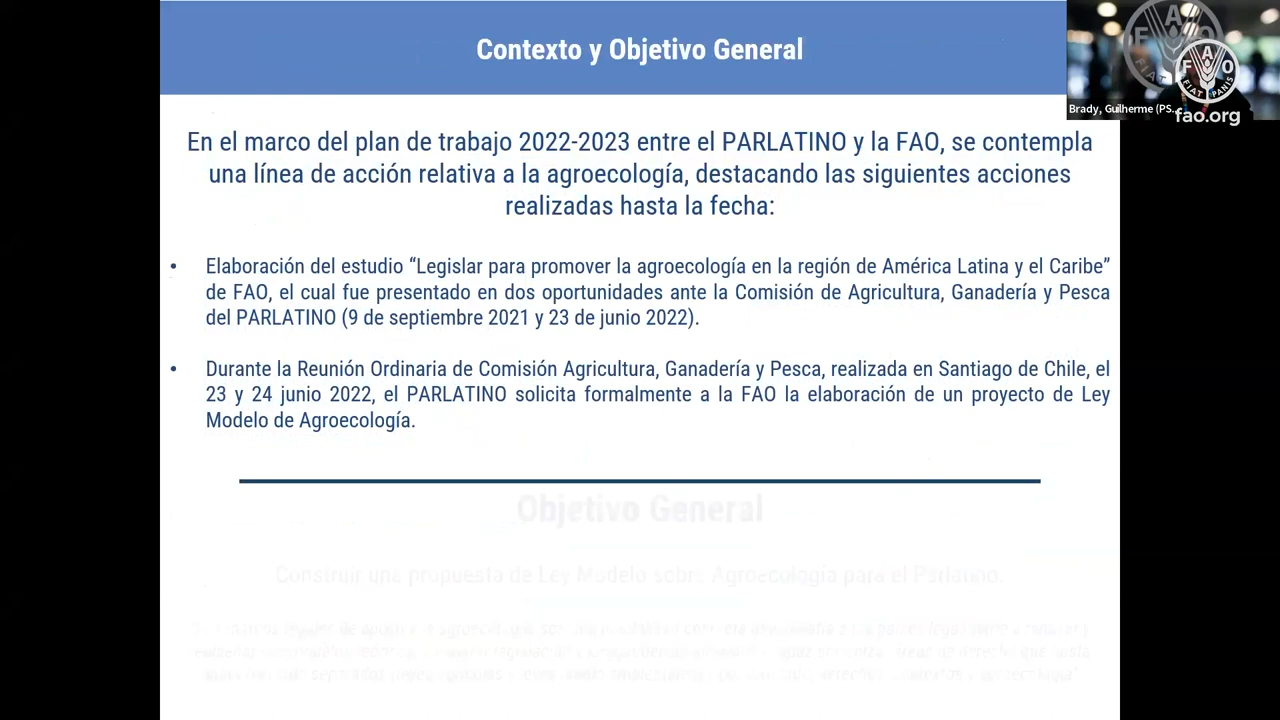 Contexto y Objetivo General
Brady, Guilherme (PS...
FAO
FIAT PANIS
fao.org
En el marco del plan de trabajo 2022-2023 entre el PARLATINO y la FAO, se contempla
una línea de acción relativa a la agroecología, destacando las siguientes acciones
realizadas hasta la fecha:
• Elaboración del estudio “Legislar para promover la agroecología en la región de América Latina y el Caribe”
de FAO, el cual fue presentado en dos oportunidades ante la Comisión de Agricultura, Ganadería y Pesca
del PARLATINO (9 de septiembre 2021 y 23 de junio 2022).
• Durante la Reunión Ordinaria de Comisión Agricultura, Ganadería y Pesca, realizada en Santiago de Chile, el
23 y 24 junio 2022, el PARLATINO solicita formalmente a la FAO la elaboración de un proyecto de Ley
Modelo de Agroecología.
Objetivo General
Construir una propuesta de Ley Modelo sobre Agroecología para el Parlatino.